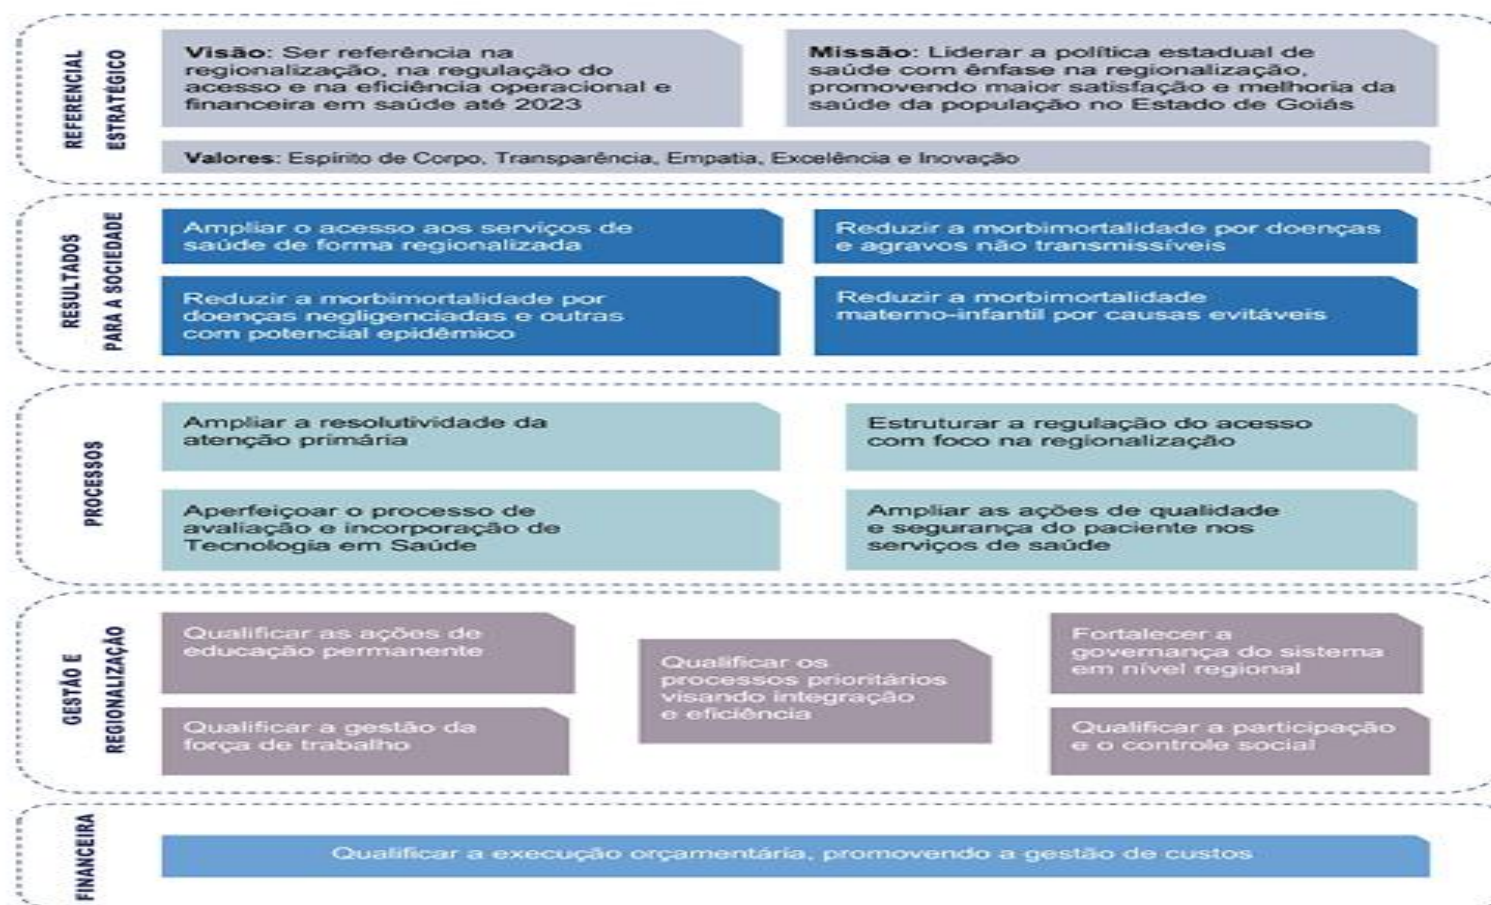 REFERENCIAL
ESTRATÉGICO
Visão: Ser referência na
regionalização, na regulação do
acesso e na eficiência operacional e
financeira em saúde até 2023
Missão: Liderar a política estadual de
saúde com ênfase na regionalização,
promovendo maior satisfação e melhoria da
saúde da população no Estado de Goiás
Valores: Espírito de Corpo, Transparência, Empatia, Excelência e Inovação
RESULTADOS
PARA A SOCIEDADE
Ampliar o acesso aos serviços de
saúde de forma regionalizada
Reduzir a morbimortalidade por doenças
e agravos não transmissíveis
Reduzir a morbimortalidade por
doenças negligenciadas e outras
com potencial epidêmico
Reduzir a morbimortalidade
materno-infantil por causas evitáveis
PROCESSOS
Ampliar a resolutividade da
atenção primária
Estruturar a regulação do acesso
com foco na regionalização
Aperfeiçoar o processo de
avaliação e incorporação de
Tecnologia em Saúde
Ampliar as ações de qualidade
e segurança do paciente nos
serviços de saúde
GESTÃO E
REGIONALIZAÇÃO
Qualificar as ações de
educação permanente
Qualificar a gestão da
força de trabalho
Qualificar os
processos prioritários
visando integração
e eficiência
Fortalecer a
governança do sistema
em nível regional
Qualificar a participação
e o controle social
FINANCEIRA
Qualificar a execução orçamentária, promovendo a gestão de custos